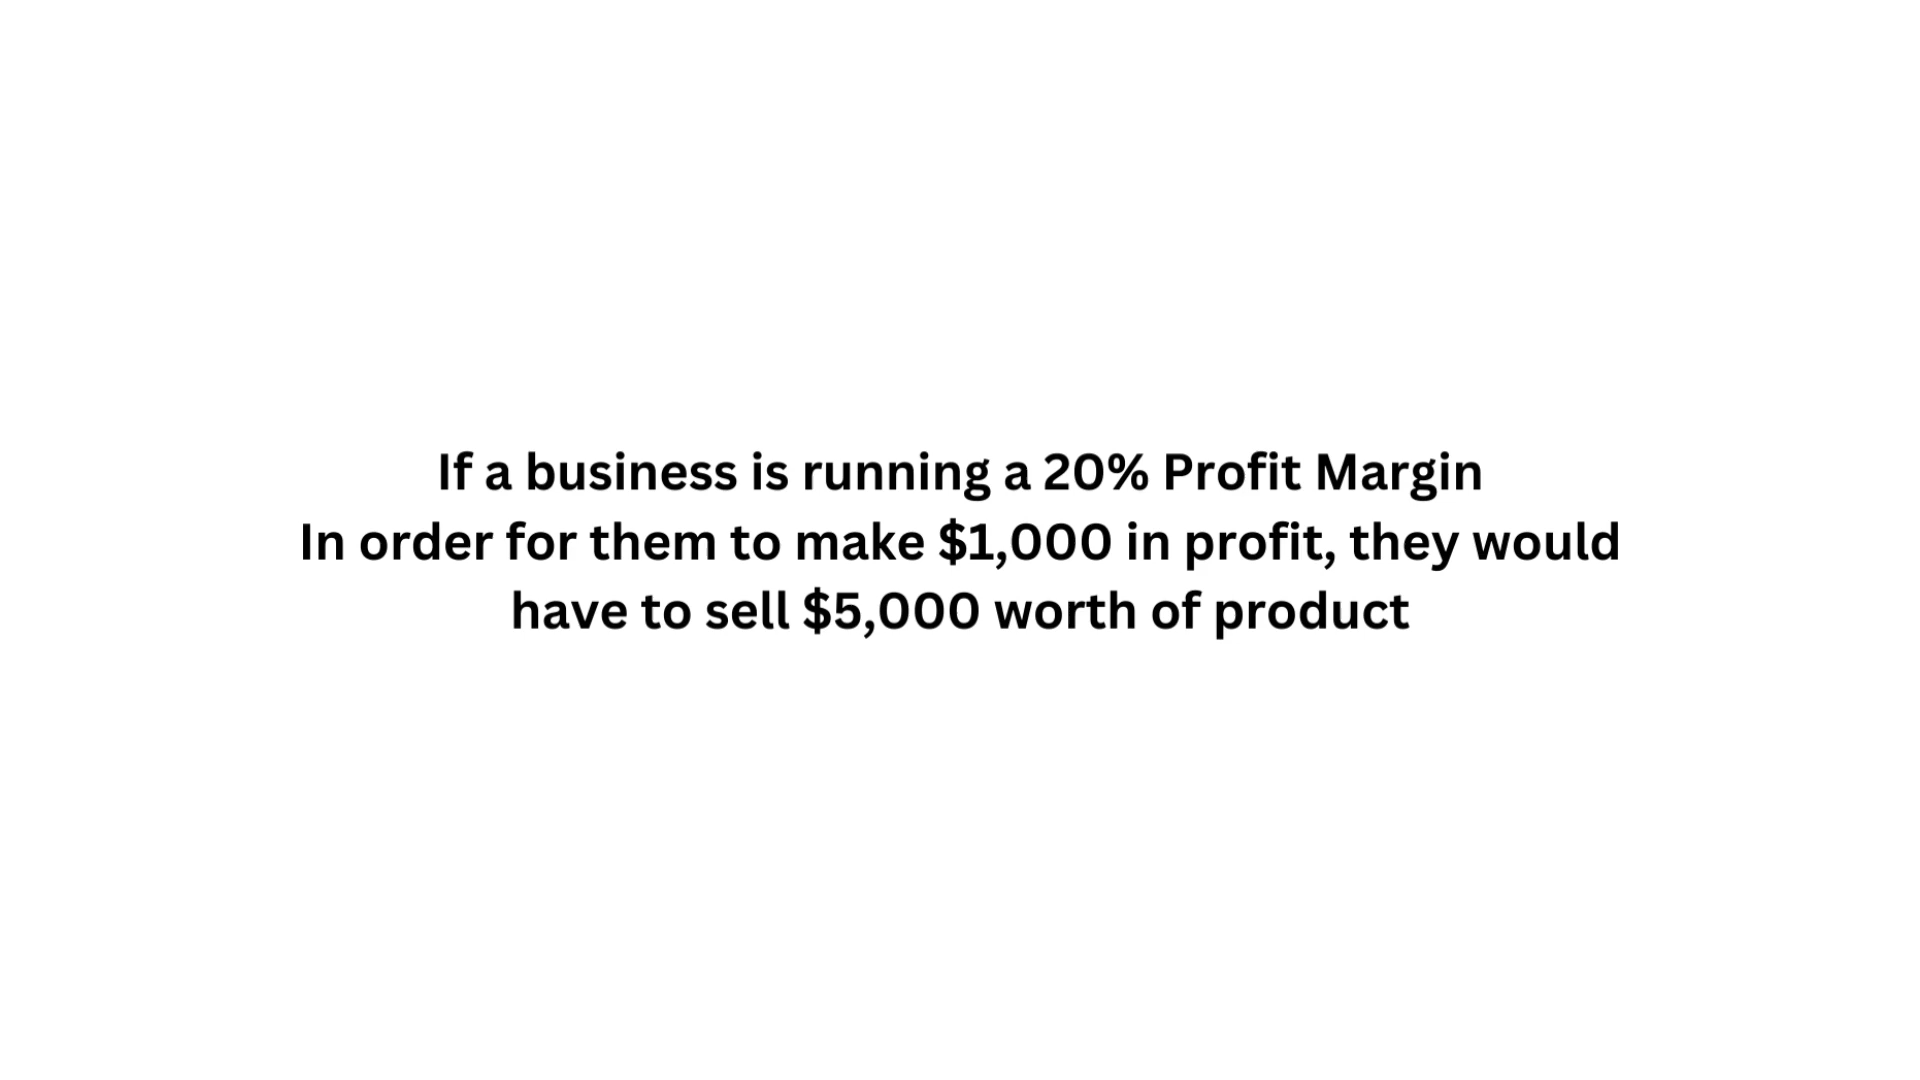 If a business is running a 20% Profit Margin
In order for them to make $1,000 in profit, they would
have to sell $5,000 worth of product